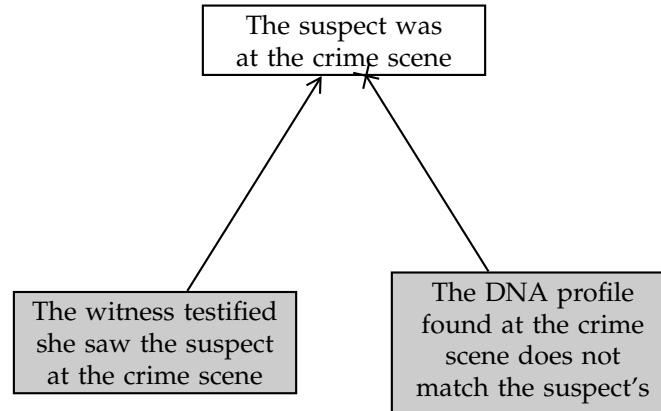 The suspect was
at the crime scene
The witness testified
she saw the suspect
at the crime scene
The DNA profile
found at the crime
scene does not
match the suspect's